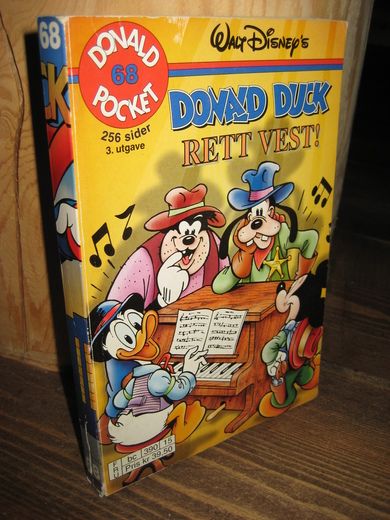 68
DONALD
68
POCKET
256 sider
3. utgave
WALT DISNEY'S
DONALD DUCK
RETT VEST!
F R U
bc 390 15
Pris kr 39.50